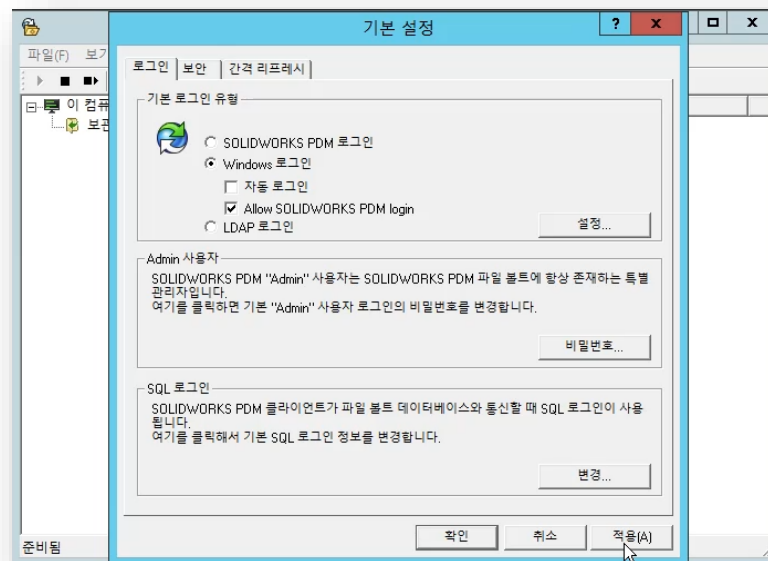 기본 설정
파일(F) 보기
로그인 보안 간격 리프레시
이 컴퓨
보관
기본 로그인 유형
SOLIDWORKS PDM 로그인
Windows 로그인
자동 로그인
Allow SOLIDWORKS PDM login
LDAP 로그인
설정...
Admin 사용자
SOLIDWORKS PDM "Admin" 사용자는 SOLIDWORKS PDM 파일 볼트에 항상 존재하는 특별
관리자입니다.
여기를 클릭하면 기본 "Admin" 사용자 로그인의 비밀번호를 변경합니다.
비밀번호...
SQL 로그인
SOLIDWORKS PDM 클라이언트가 파일 볼트 데이터베이스와 통신할 때 SQL 로그인이 사용
됩니다.
여기를 클릭해서 기본 SQL 로그인 정보를 변경합니다.
변경...
확인 취소 적용(A)
준비됨